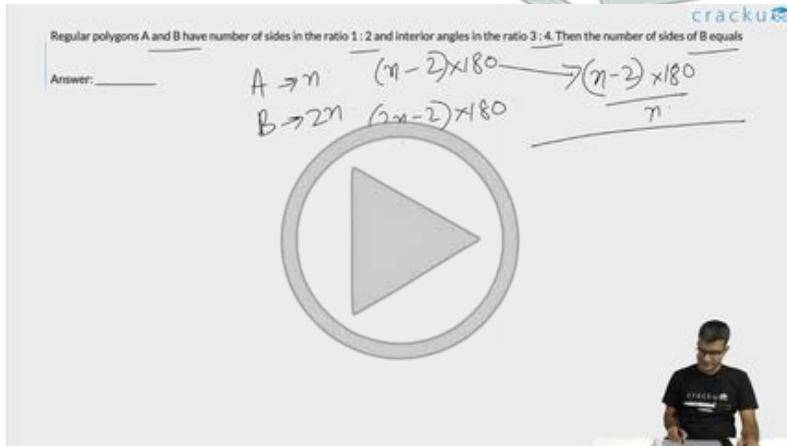 cracku
Regular polygons A and B have number of sides in the ratio 1 : 2 and interior angles in the ratio 3 : 4. Then the number of sides of B equals
Answer: ________
A → n (n-2)×180 → (n-2)×180
n
B → 2n (2n-2)×180
cracku